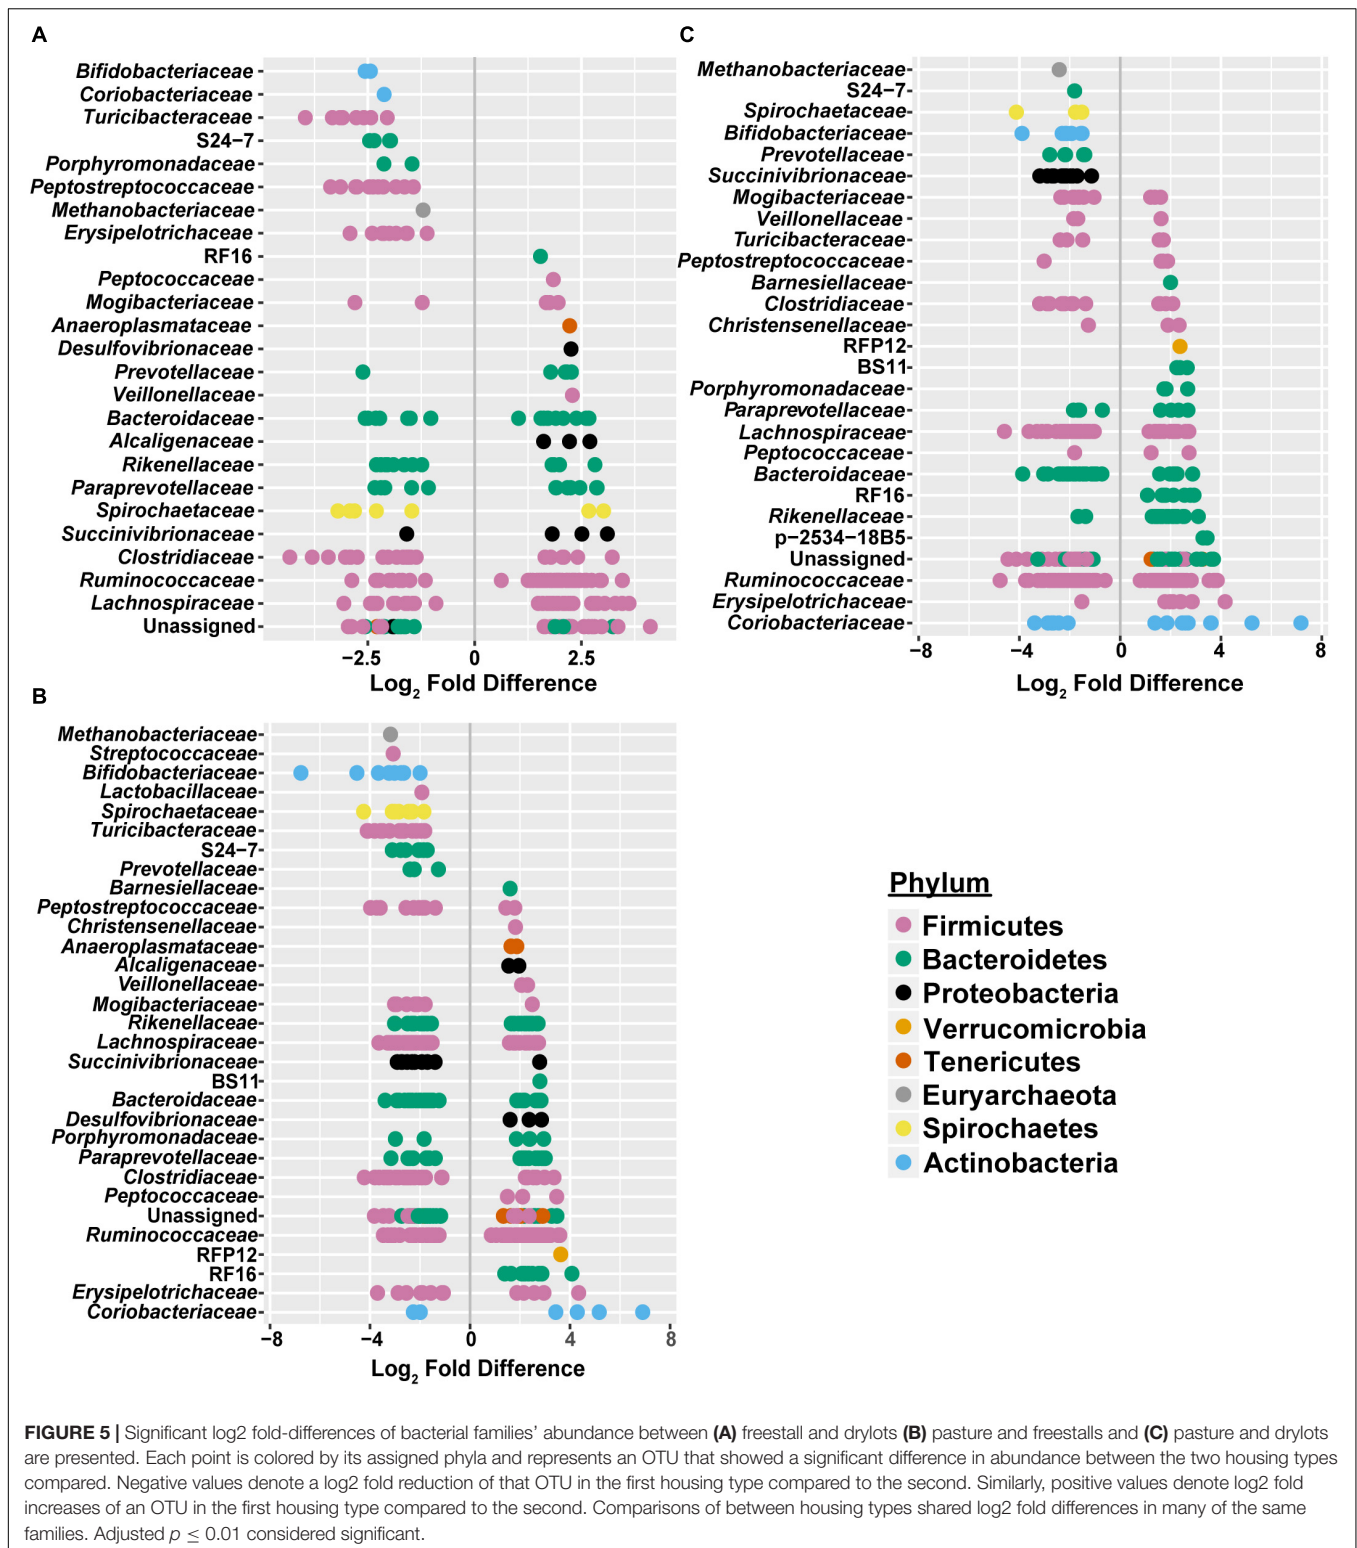 A
Bifidobacteriaceae
Coriobacteriaceae
Turicibacteraceae
S24−7
Porphyromonadaceae
Peptostreptococcaceae
Methanobacteriaceae
Erysipelotrichaceae
RF16
Peptococcaceae
Mogibacteriaceae
Anaeroplasmataceae
Desulfovibrionaceae
Prevotellaceae
Veillonellaceae
Bacteroidaceae
Alcaligenaceae
Rikenellaceae
Paraprevotellaceae
Spirochaetaceae
Succinivibrionaceae
Clostridiaceae
Ruminococcaceae
Lachnospiraceae
Unassigned
−2.5 0 2.5
Log2 Fold Difference
C
Methanobacteriaceae
S24−7
Spirochaetaceae
Bifidobacteriaceae
Prevotellaceae
Succinivibrionaceae
Mogibacteriaceae
Veillonellaceae
Turicibacteraceae
Peptostreptococcaceae
Barnesiellaceae
Clostridiaceae
Christensenellaceae
RFP12
BS11
Porphyromonadaceae
Paraprevotellaceae
Lachnospiraceae
Peptococcaceae
Bacteroidaceae
RF16
Rikenellaceae
p−2534−18B5
Unassigned
Ruminococcaceae
Erysipelotrichaceae
Coriobacteriaceae
−8 −4 0 4 8
Log2 Fold Difference
B
Methanobacteriaceae
Streptococcaceae
Bifidobacteriaceae
Lactobacillaceae
Spirochaetaceae
Turicibacteraceae
S24−7
Prevotellaceae
Barnesiellaceae
Peptostreptococcaceae
Christensenellaceae
Anaeroplasmataceae
Alcaligenaceae
Veillonellaceae
Mogibacteriaceae
Rikenellaceae
Lachnospiraceae
Succinivibrionaceae
BS11
Bacteroidaceae
Desulfovibrionaceae
Porphyromonadaceae
Paraprevotellaceae
Clostridiaceae
Peptococcaceae
Unassigned
Ruminococcaceae
RFP12
RF16
Erysipelotrichaceae
Coriobacteriaceae
−8 −4 0 4 8
Log2 Fold Difference
Phylum
Firmicutes
Bacteroidetes
Proteobacteria
Verrucomicrobia
Tenericutes
Euryarchaeota
Spirochaetes
Actinobacteria
FIGURE 5 | Significant log2 fold-differences of bacterial families' abundance between (A) freestall and drylots (B) pasture and freestalls and (C) pasture and drylots
are presented. Each point is colored by its assigned phyla and represents an OTU that showed a significant difference in abundance between the two housing types
compared. Negative values denote a log2 fold reduction of that OTU in the first housing type compared to the second. Similarly, positive values denote log2 fold
increases of an OTU in the first housing type compared to the second. Comparisons of between housing types shared log2 fold differences in many of the same
families. Adjusted p ≤ 0.01 considered significant.